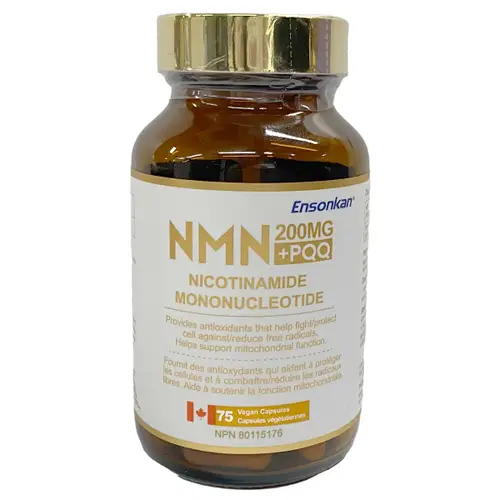 Ensonkan®
NMN 200MG +PQQ
NICOTINAMIDE
MONONUCLEOTIDE
Provides antioxidants that help fight/protect
cell against/reduce free radicals.
Helps support mitochondrial function.
Fournit des antioxydants qui aident à protéger
les cellules et à combattre/réduire les radicaux
libres. Aide à soutenir la fonction mitochondriale
75 Vegan Capsules
Capsules végétaliennes
NPN 80115176